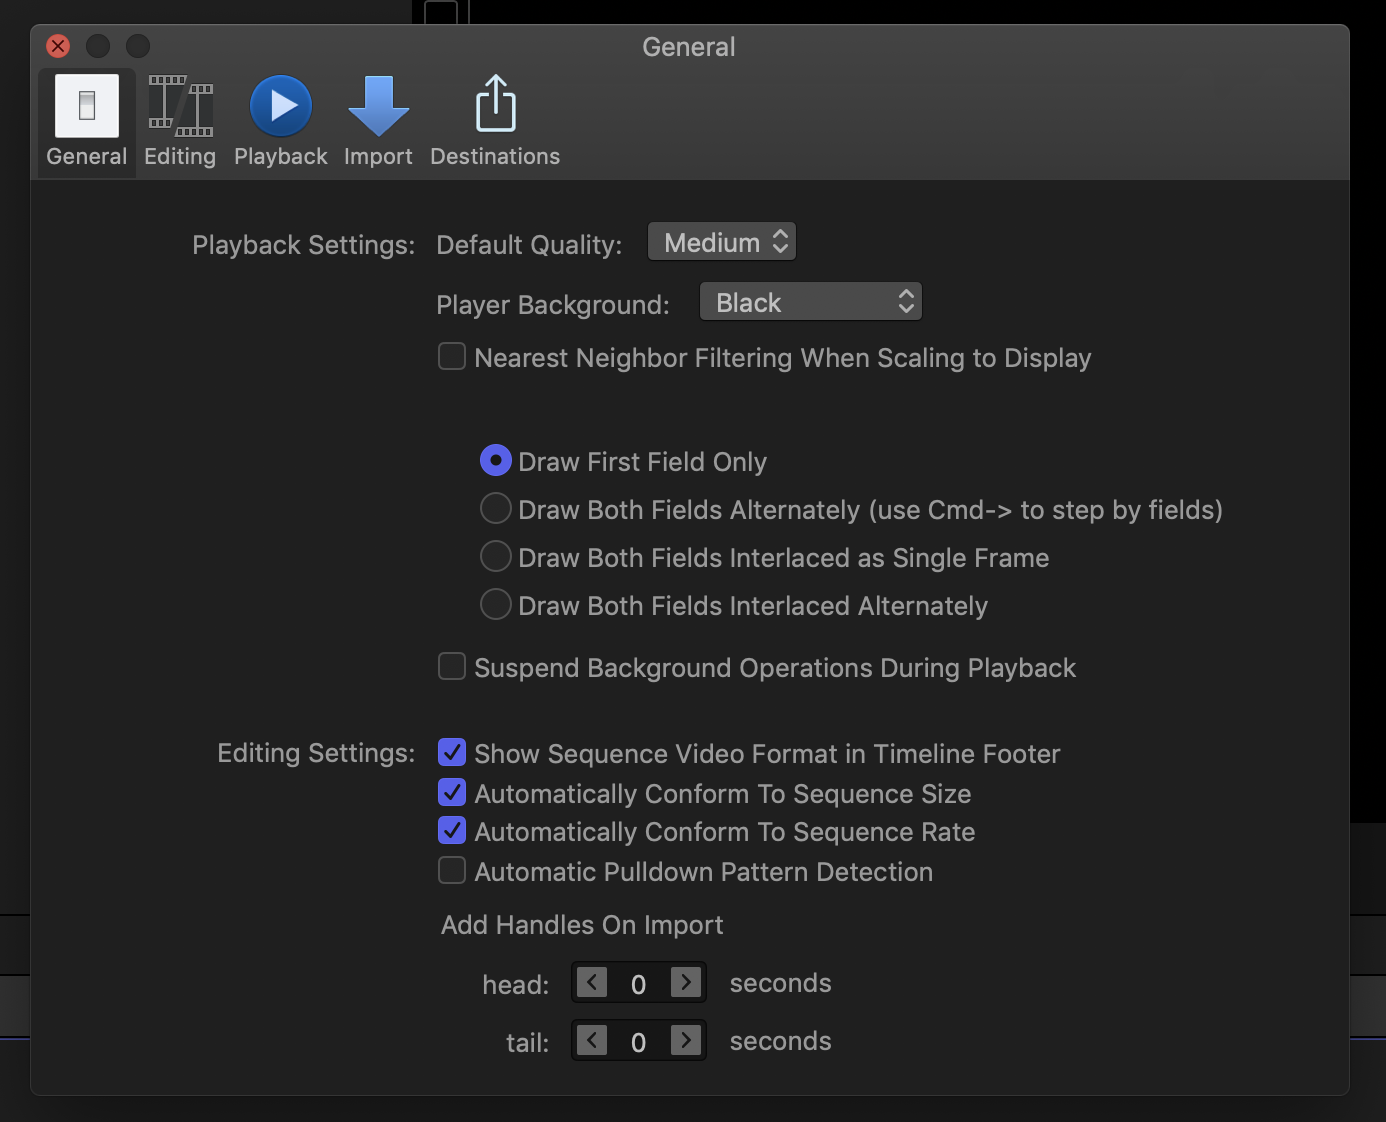 General
General Editing Playback Import Destinations
Playback Settings: Default Quality: Medium
Player Background: Black
Nearest Neighbor Filtering When Scaling to Display
Draw First Field Only
Draw Both Fields Alternately (use Cmd-> to step by fields)
Draw Both Fields Interlaced as Single Frame
Draw Both Fields Interlaced Alternately
Suspend Background Operations During Playback
Editing Settings: Show Sequence Video Format in Timeline Footer
Automatically Conform To Sequence Size
Automatically Conform To Sequence Rate
Automatic Pulldown Pattern Detection
Add Handles On Import
head: 0 seconds
tail: 0 seconds